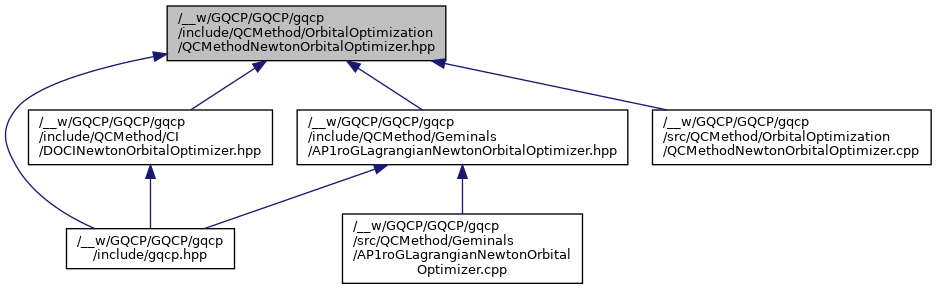 /__w/GQCP/GQCP/gqcp
/include/QCMethod/OrbitalOptimization
/QCMethodNewtonOrbitalOptimizer.hpp
/__w/GQCP/GQCP/gqcp
/include/QCMethod/CI
/DOCINewtonOrbitalOptimizer.hpp
/__w/GQCP/GQCP/gqcp
/include/QCMethod/Geminals
/AP1roGLagrangianNewtonOrbitalOptimizer.hpp
/__w/GQCP/GQCP/gqcp
/src/QCMethod/OrbitalOptimization
/QCMethodNewtonOrbitalOptimizer.cpp
/__w/GQCP/GQCP/gqcp
/include/gqcp.hpp
/__w/GQCP/GQCP/gqcp
/src/QCMethod/Geminals
/AP1roGLagrangianNewtonOrbital
Optimizer.cpp